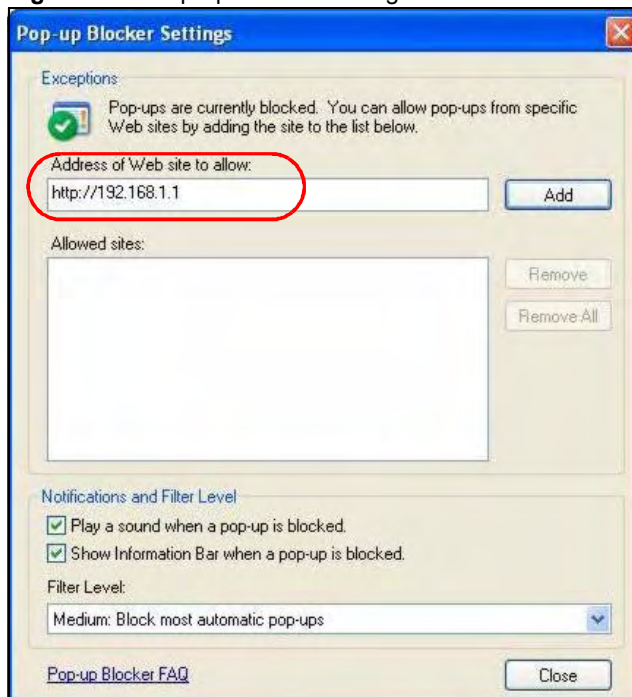 Pop-up Blocker Settings
Exceptions
Pop-ups are currently blocked. You can allow pop-ups from specific
Web sites by adding the site to the list below.
Address of Web site to allow:
http://192.168.1.1
Add
Allowed sites:
Remove
Remove All
Notifications and Filter Level
Play a sound when a pop-up is blocked.
Show Information Bar when a pop-up is blocked.
Filter Level:
Medium: Block most automatic pop-ups
Pop-up Blocker FAQ
Close